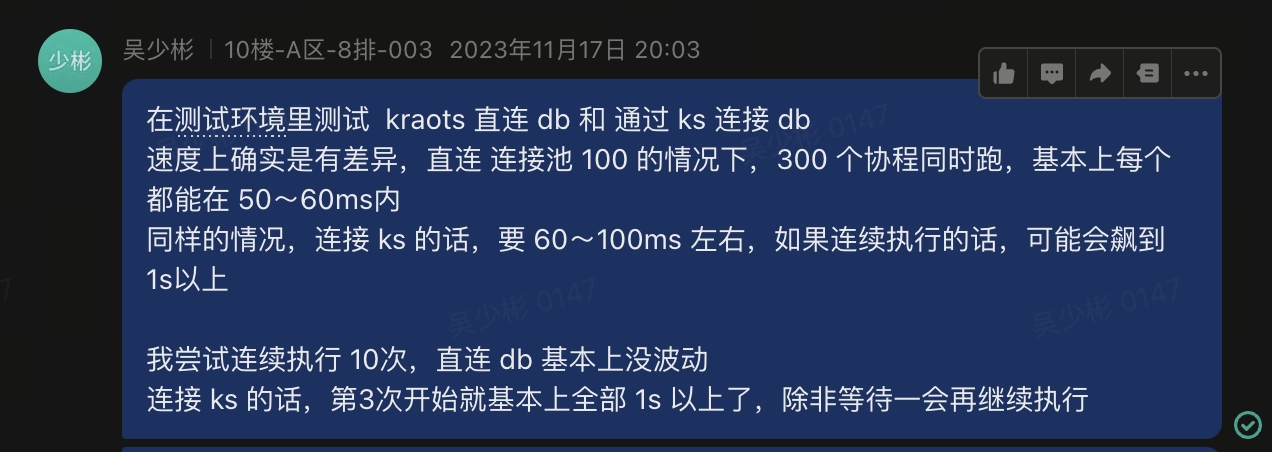 少彬
吴少彬 | 10楼-A区-8排-003 2023年11月17日 20:03
在测试环境里测试 kraots 直连 db 和 通过 ks 连接 db
速度上确实是有差异，直连 连接池 100 的情况下，300 个协程同时跑，基本上每个
都能在 50～60ms内
同样的情况，连接 ks 的话，要 60～100ms 左右，如果连续执行的话，可能会飙到
1s以上
我尝试连续执行 10次，直连 db 基本上没波动
连接 ks 的话，第3次开始就基本上全部 1s 以上了，除非等待一会再继续执行
吴少彬 0147
吴少彬 0147
吴少彬 0147